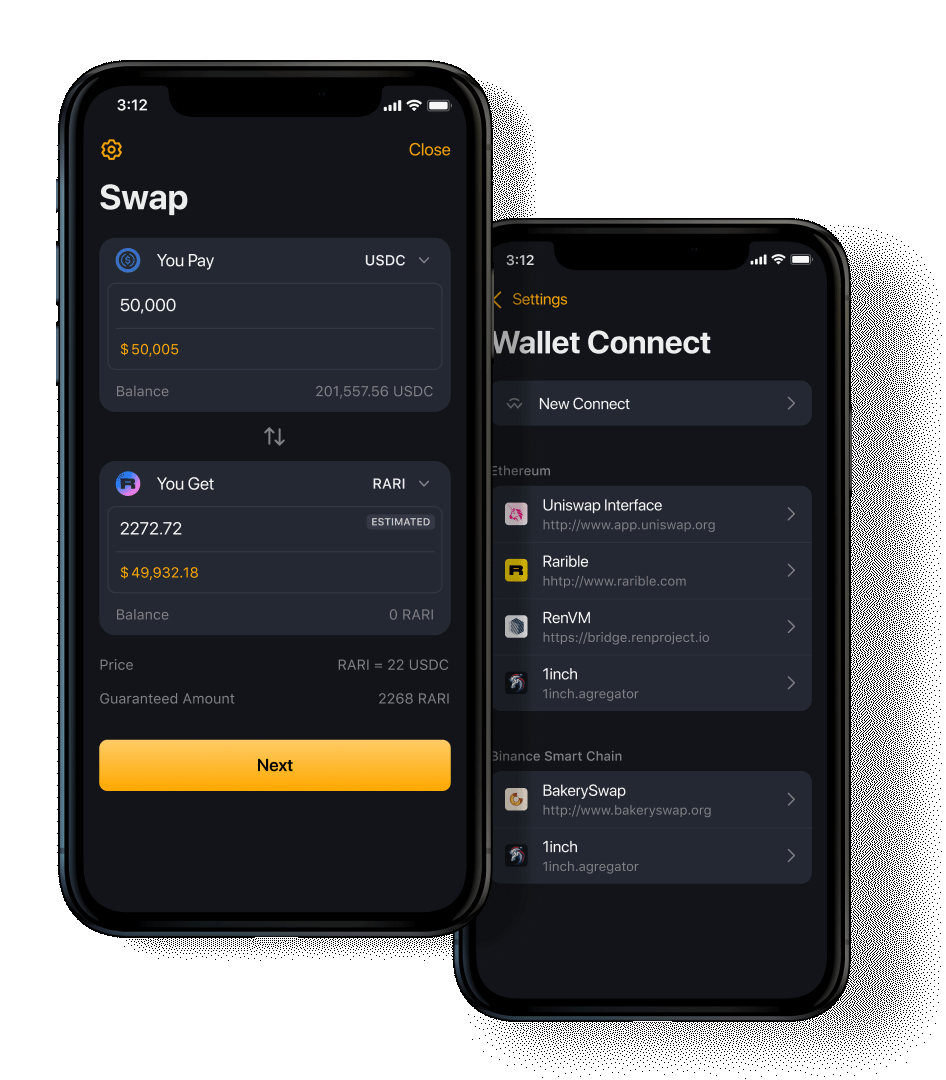 3:12
Close
Swap
You Pay
USDC
50,000
$ 50,005
Balance
201,557.56 USDC
You Get
RARI
2272.72
ESTIMATED
$ 49,932.18
Balance
0 RARI
Price
RARI = 22 USDC
Guaranteed Amount
2268 RARI
Next
3:12
Settings
Wallet Connect
New Connect
Ethereum
Uniswap Interface
http://www.app.uniswap.org
Rarible
hhtp://www.rarible.com
RenVM
https://bridge.renproject.io
1inch
1inch.agregator
Binance Smart Chain
BakerySwap
http://www.bakeryswap.org
1inch
1inch.agregator